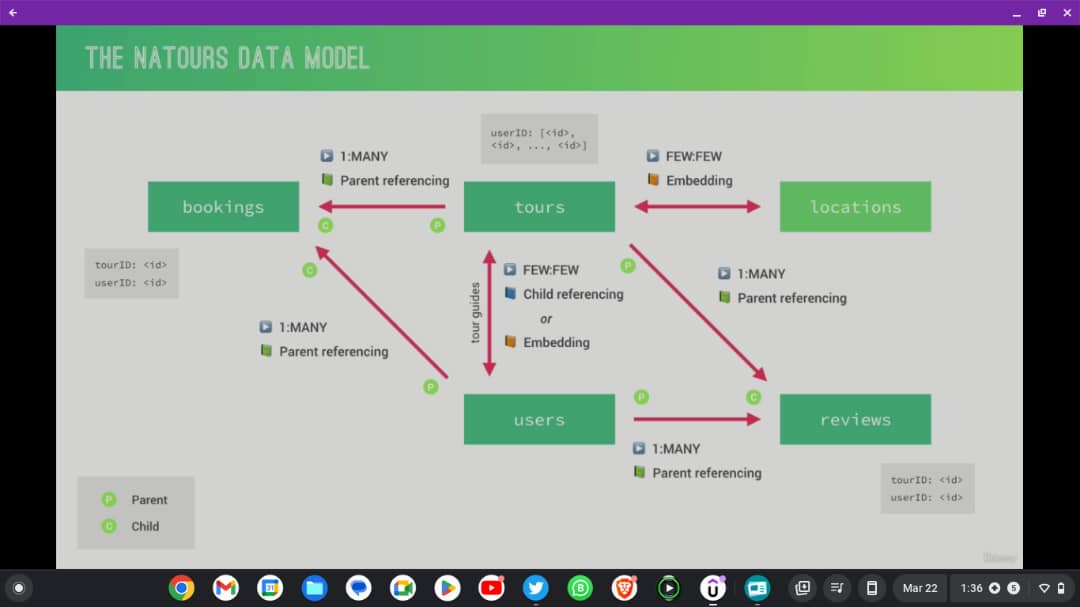 THE NATOURS DATA MODEL
userID: [<id>,
<id>, ..., <id>]
1:MANY
Parent referencing
FEW:FEW
Embedding
bookings
tours
locations
C
P
tourID: <id>
userID: <id>
C
FEW:FEW
Child referencing
or
Embedding
tour guides
P
1:MANY
Parent referencing
1:MANY
Parent referencing
P
P
C
users
reviews
1:MANY
Parent referencing
tourID: <id>
userID: <id>
P Parent
C Child
Udemy
Mar 22
1:36
5